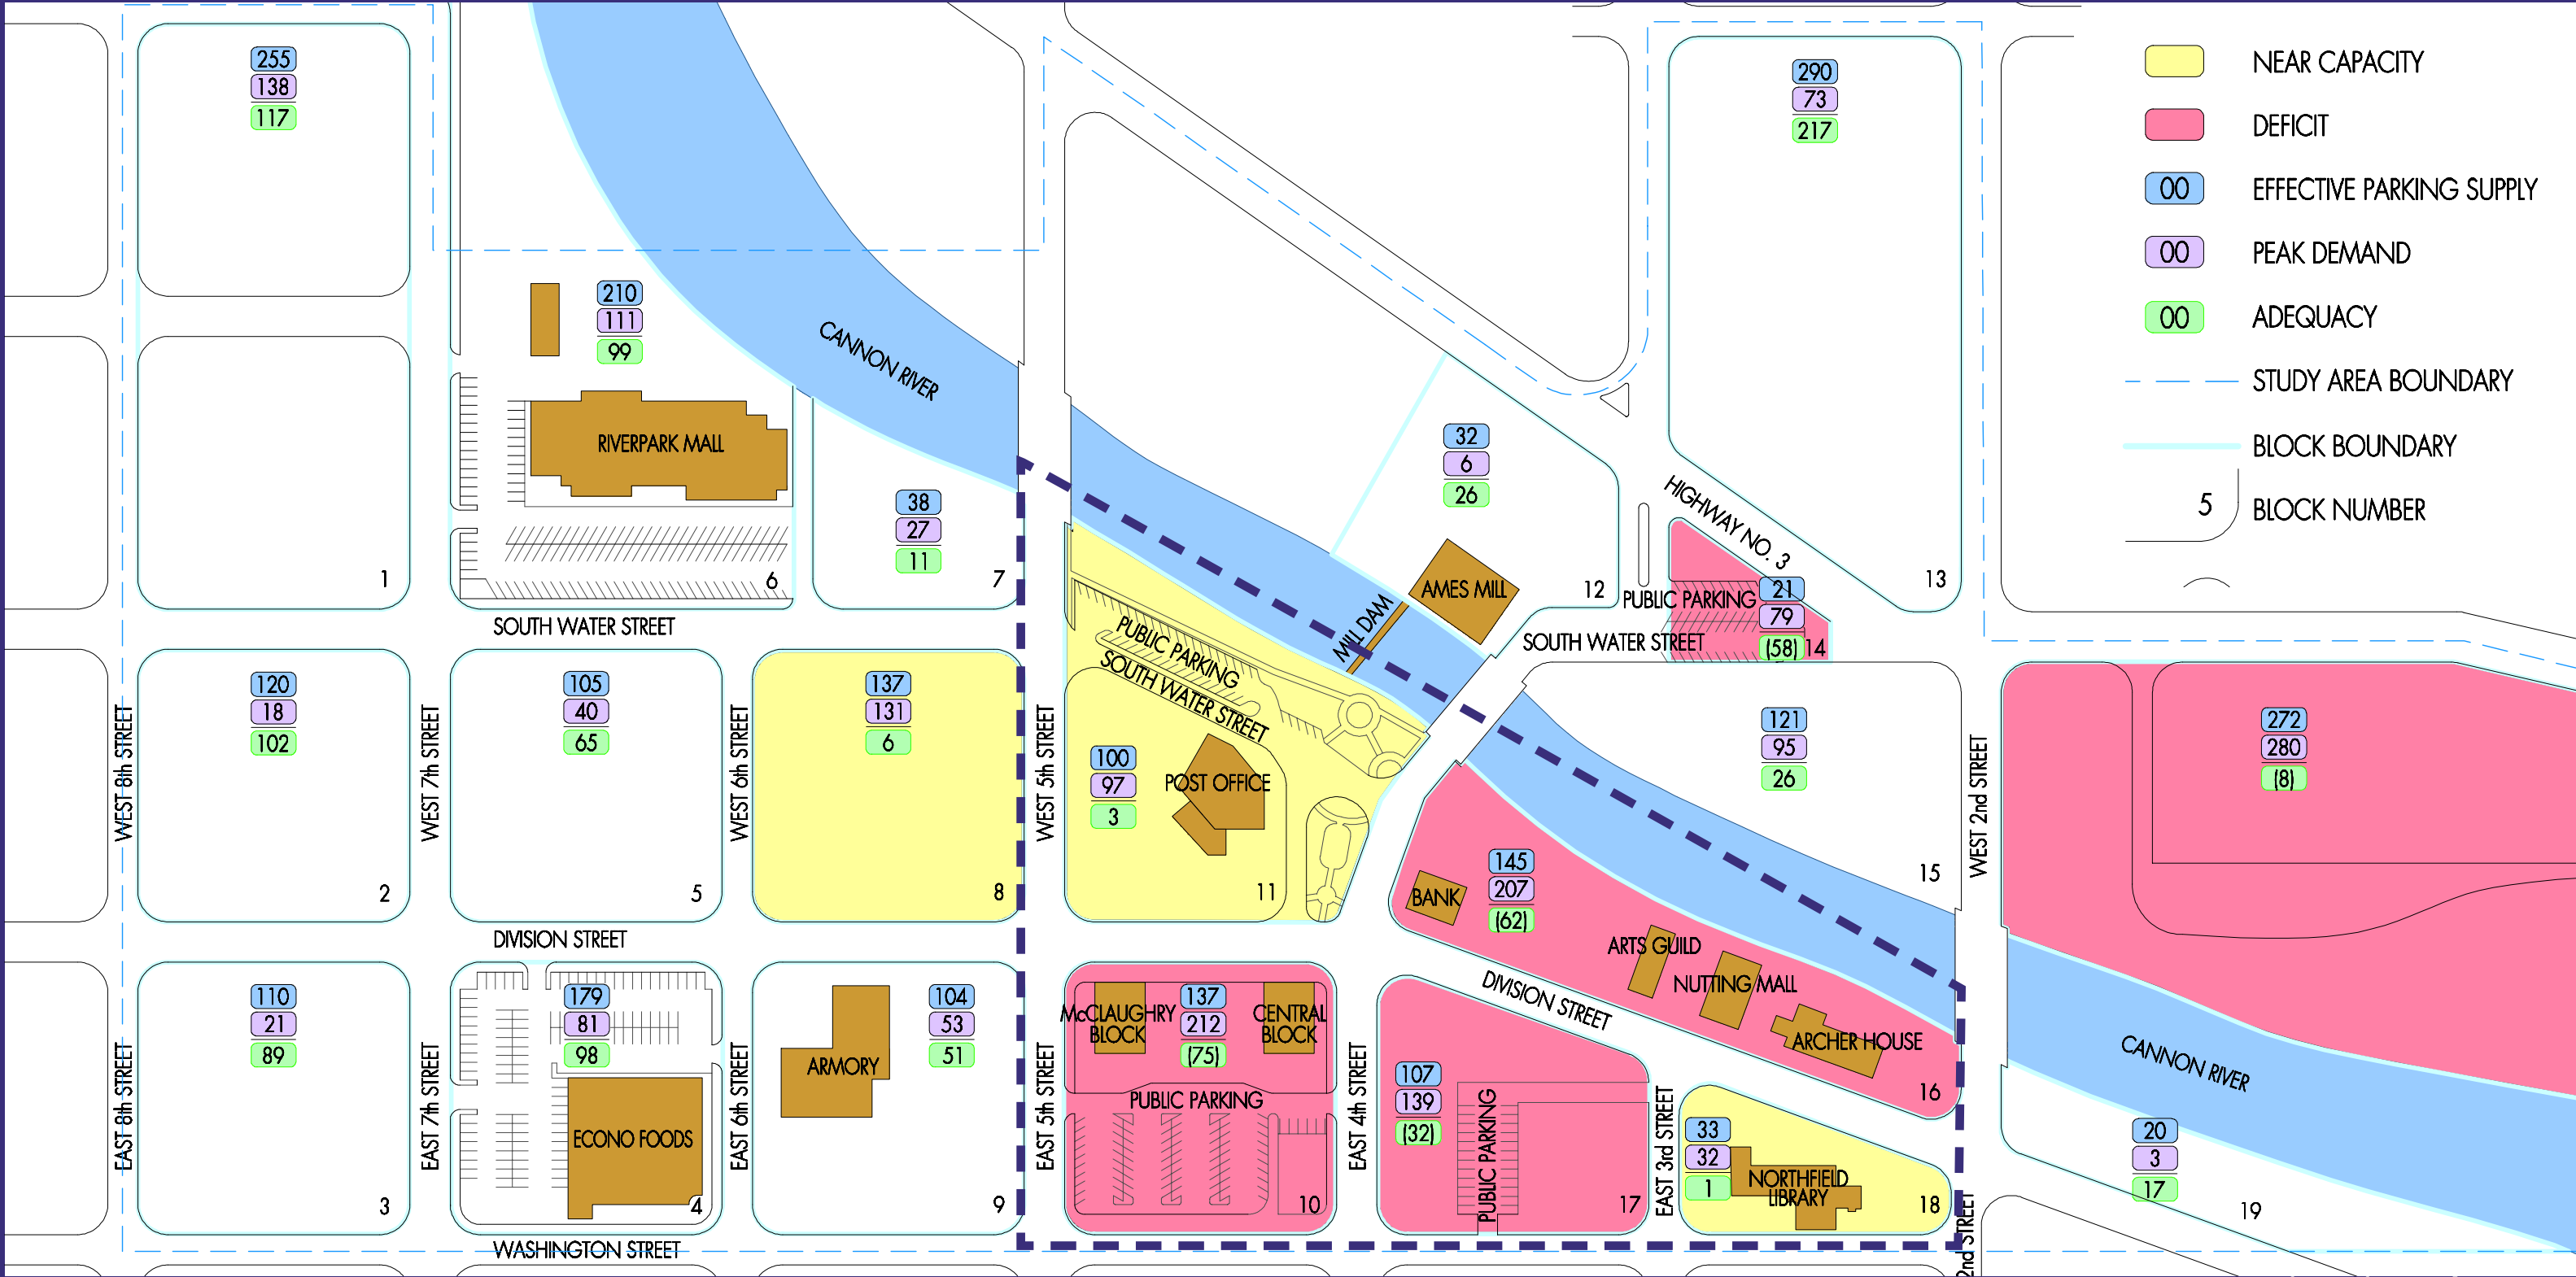 255
138
117
1
210
111
99
RIVERPARK MALL
6
CANNON RIVER
38
27
11
7
SOUTH WATER STREET
32
6
26
AMES MILL
12
MILL DAM
290
73
217
13
HIGHWAY NO. 3
PUBLIC PARKING
21
79
(58)
14
SOUTH WATER STREET
NEAR CAPACITY
DEFICIT
00 EFFECTIVE PARKING SUPPLY
00 PEAK DEMAND
00 ADEQUACY
STUDY AREA BOUNDARY
BLOCK BOUNDARY
5 BLOCK NUMBER
WEST 8th STREET
120
18
102
2
WEST 7th STREET
105
40
65
5
WEST 6th STREET
137
131
6
8
WEST 5th STREET
PUBLIC PARKING
SOUTH WATER STREET
100
97
3
POST OFFICE
11
121
95
26
15
WEST 2nd STREET
272
280
(8)
145
207
(62)
BANK
ARTS GUILD
NUTTING MALL
ARCHER HOUSE
16
DIVISION STREET
DIVISION STREET
EAST 8th STREET
110
21
89
3
EAST 7th STREET
179
81
98
ECONO FOODS
4
EAST 6th STREET
104
53
51
ARMORY
9
EAST 5th STREET
McCLAUGHRY
BLOCK
137
212
(75)
CENTRAL
BLOCK
PUBLIC PARKING
10
EAST 4th STREET
107
139
(32)
PUBLIC PARKING
17
EAST 3rd STREET
33
32
1
NORTHFIELD
LIBRARY
18
2nd STREET
CANNON RIVER
20
3
17
19
WASHINGTON STREET